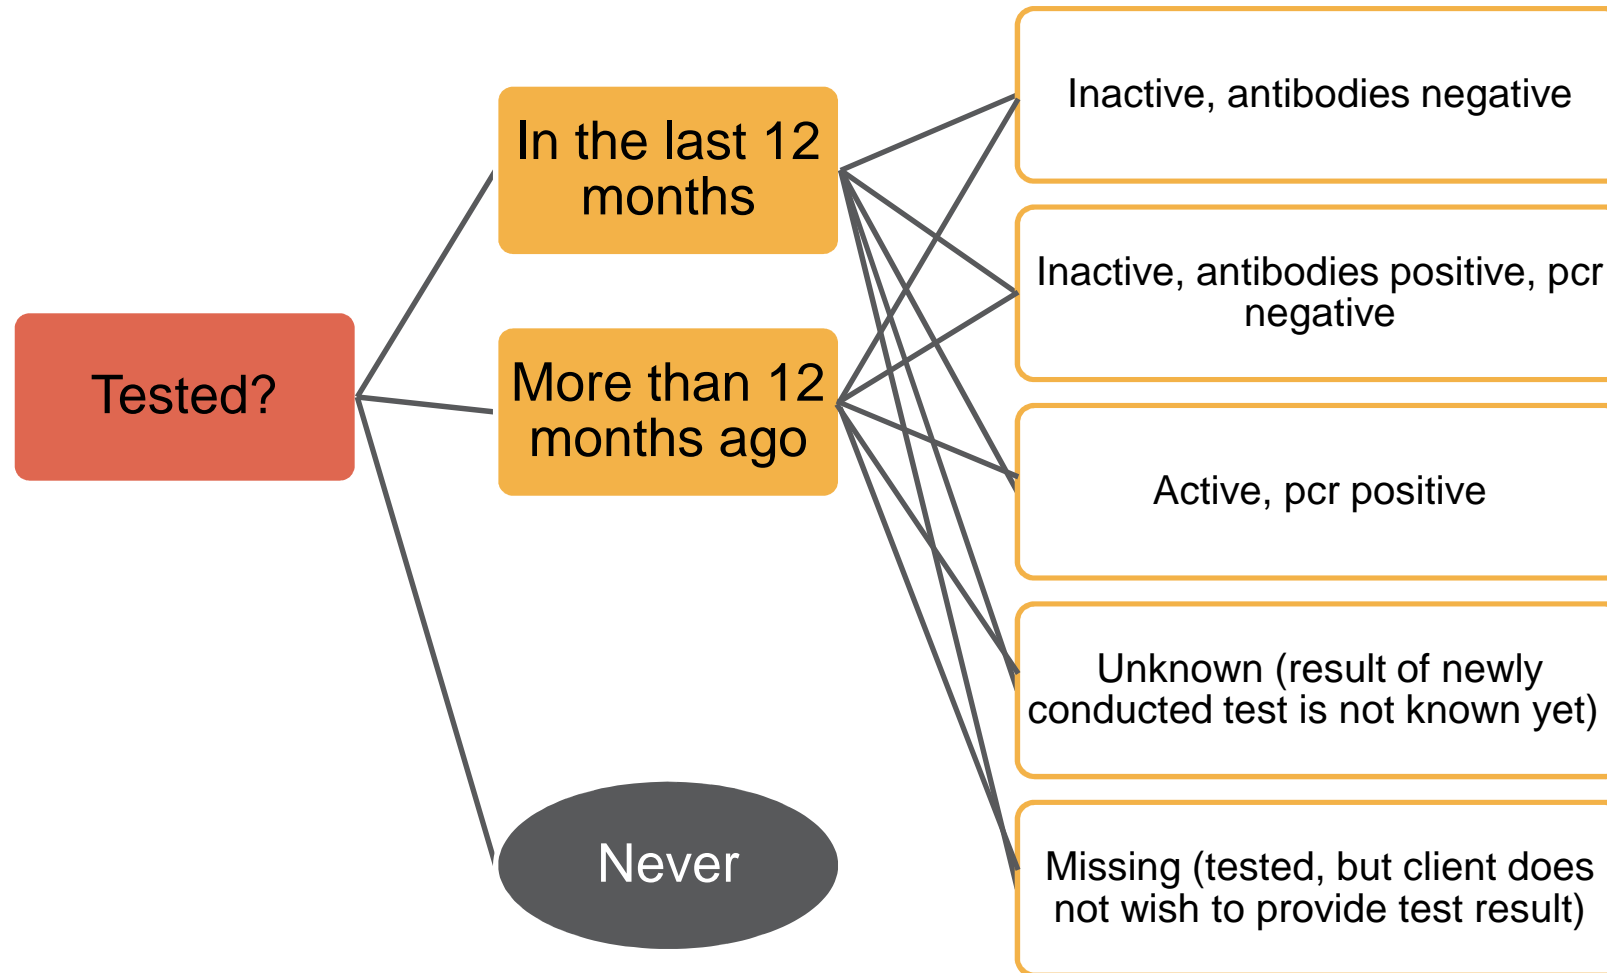 Tested?
In the last 12
months
More than 12
months ago
Never
Inactive, antibodies negative
Inactive, antibodies positive, pcr
negative
Active, pcr positive
Unknown (result of newly
conducted test is not known yet)
Missing (tested, but client does
not wish to provide test result)